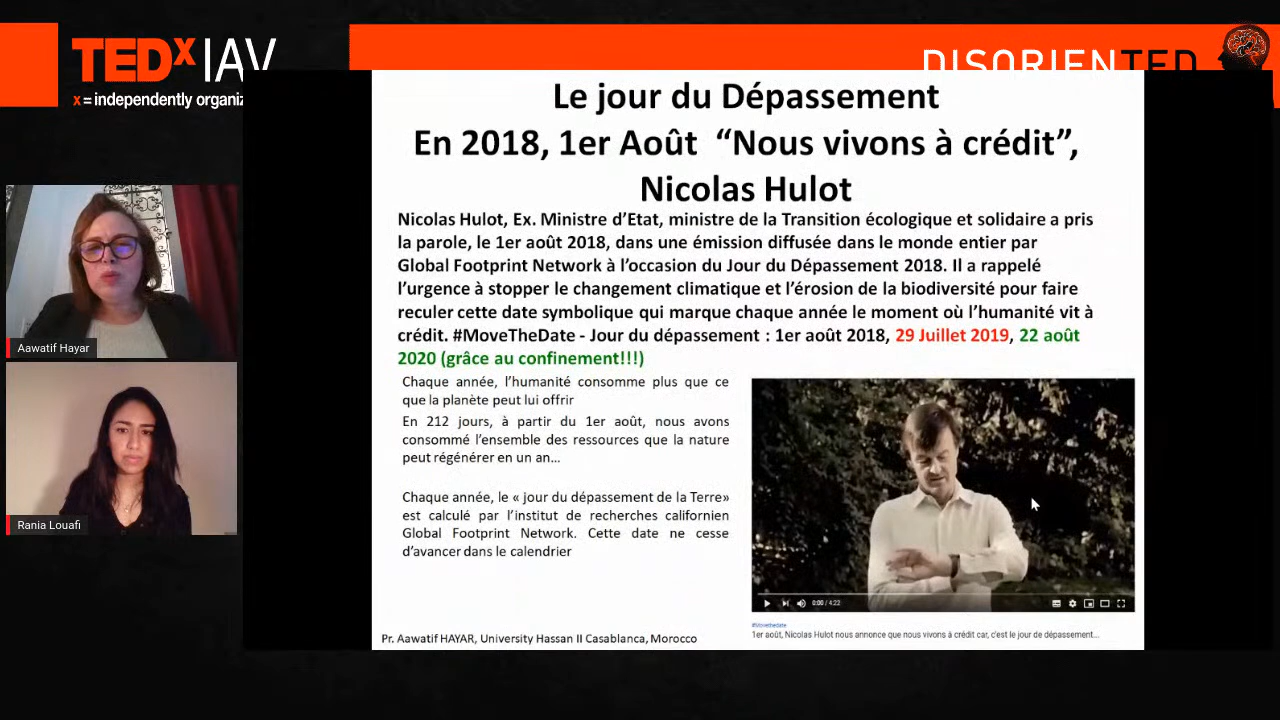 TEDx IAV
x = independently organiz
DISORIENTED
Le jour du Dépassement
En 2018, 1er Août “Nous vivons à crédit”,
Nicolas Hulot
Nicolas Hulot, Ex. Ministre d’Etat, ministre de la Transition écologique et solidaire a pris
la parole, le 1er août 2018, dans une émission diffusée dans le monde entier par
Global Footprint Network à l’occasion du Jour du Dépassement 2018. Il a rappelé
l’urgence à stopper le changement climatique et l’érosion de la biodiversité pour faire
reculer cette date symbolique qui marque chaque année le moment où l’humanité vit à
crédit. #MoveTheDate - Jour du dépassement : 1er août 2018, 29 Juillet 2019, 22 août
2020 (grâce au confinement!!!)
Chaque année, l’humanité consomme plus que ce
que la planète peut lui offrir
En 212 jours, à partir du 1er août, nous avons
consommé l’ensemble des ressources que la nature
peut régénérer en un an…
Chaque année, le « jour du dépassement de la Terre»
est calculé par l’institut de recherches californien
Global Footprint Network. Cette date ne cesse
d’avancer dans le calendrier
0:00 / 4:22
#Movethedate
1er août, Nicolas Hulot nous annonce que nous vivons à crédit car, c'est le jour de dépassement...
Pr. Aawatif HAYAR, University Hassan II Casablanca, Morocco
Aawatif Hayar
Rania Louafi